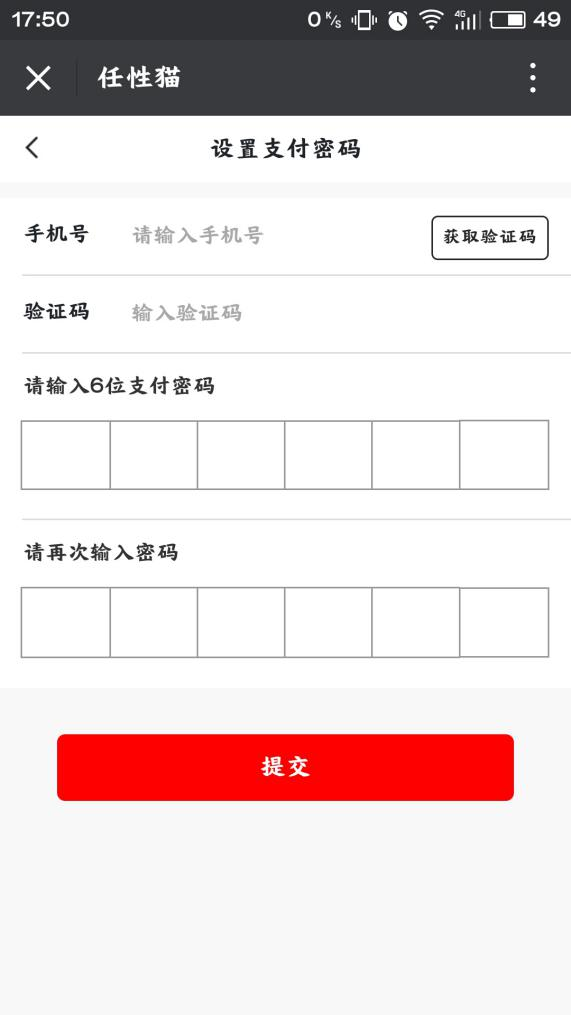 17:50 0 K/s 4G 49
任性猫
设置支付密码
手机号 请输入手机号 获取验证码
验证码 输入验证码
请输入6位支付密码
请再次输入密码
提交